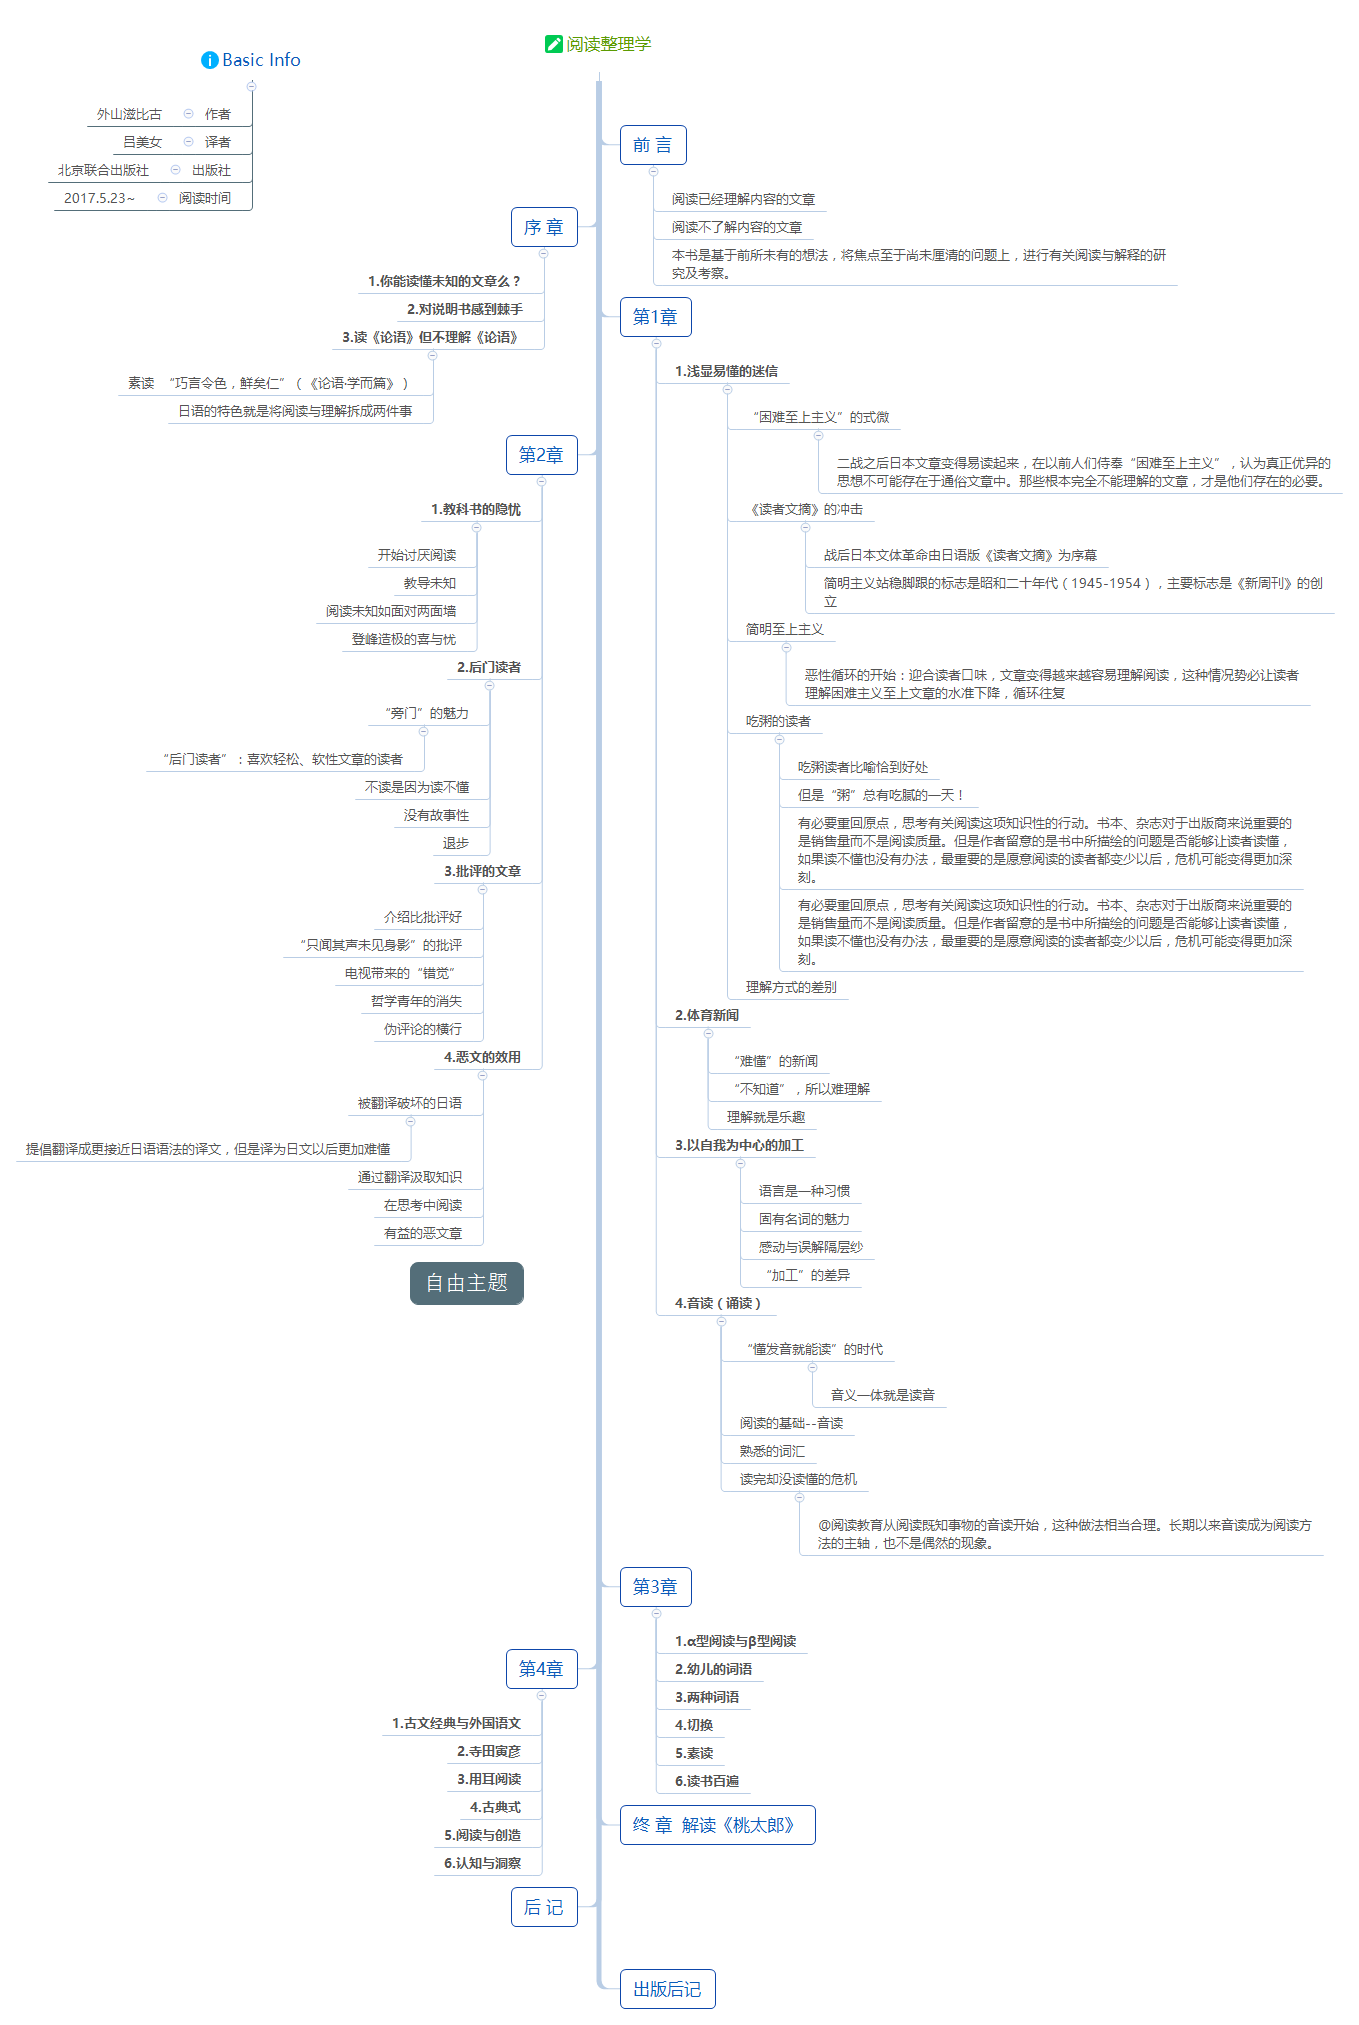 阅读整理学
Basic Info
外山滋比古 作者
吕美女 译者
北京联合出版社 出版社
2017.5.23~ 阅读时间
前 言
阅读已经理解内容的文章
阅读不了解内容的文章
本书是基于前所未有的想法，将焦点至于尚未厘清的问题上，进行有关阅读与解释的研
究及考察。
序 章
1.你能读懂未知的文章么？
2.对说明书感到棘手
3.读《论语》但不理解《论语》
素读 “巧言令色，鲜矣仁”（《论语·学而篇》）
日语的特色就是将阅读与理解拆成两件事
第1章
1.浅显易懂的迷信
“困难至上主义”的式微
二战之后日本文章变得易读起来，在以前人们侍奉“困难至上主义”，认为真正优异的
思想不可能存在于通俗文章中。那些根本完全不能理解的文章，才是他们存在的必要。
《读者文摘》的冲击
战后日本文体革命由日语版《读者文摘》为序幕
简明主义站稳脚跟的标志是昭和二十年代（1945-1954），主要标志是《新周刊》的创
立
简明至上主义
恶性循环的开始：迎合读者口味，文章变得越来越容易理解阅读，这种情况势必让读者
理解困难主义至上文章的水准下降，循环往复
吃粥的读者
吃粥读者比喻恰到好处
但是“粥”总有吃腻的一天！
有必要重回原点，思考有关阅读这项知识性的行动。书本、杂志对于出版商来说重要的
是销售量而不是阅读质量。但是作者留意的是书中所描绘的问题是否能够让读者读懂，
如果读不懂也没有办法，最重要的是愿意阅读的读者都变少以后，危机可能变得更加深
刻。
有必要重回原点，思考有关阅读这项知识性的行动。书本、杂志对于出版商来说重要的
是销售量而不是阅读质量。但是作者留意的是书中所描绘的问题是否能够让读者读懂，
如果读不懂也没有办法，最重要的是愿意阅读的读者都变少以后，危机可能变得更加深
刻。
理解方式的差别
2.体育新闻
“难懂”的新闻
“不知道”，所以难理解
理解就是乐趣
3.以自我为中心的加工
语言是一种习惯
固有名词的魅力
感动与误解隔层纱
“加工”的差异
4.音读（诵读）
“懂发音就能读”的时代
音义一体就是读音
阅读的基础--音读
熟悉的词汇
读完却没读懂的危机
@阅读教育从阅读既知事物的音读开始，这种做法相当合理。长期以来音读成为阅读方
法的主轴，也不是偶然的现象。
第2章
1.教科书的隐忧
开始讨厌阅读
教导未知
阅读未知如面对两面墙
登峰造极的喜与忧
2.后门读者
“旁门”的魅力
“后门读者”：喜欢轻松、软性文章的读者
不读是因为读不懂
没有故事性
退步
3.批评的文章
介绍比批评好
“只闻其声未见身影”的批评
电视带来的“错觉”
哲学青年的消失
伪评论的横行
4.恶文的效用
被翻译破坏的日语
提倡翻译成更接近日语语法的译文，但是译为日文以后更加难懂
通过翻译汲取知识
在思考中阅读
有益的恶文章
自由主题
第3章
1.α型阅读与β型阅读
2.幼儿的词语
3.两种词语
4.切换
5.素读
6.读书百遍
第4章
1.古文经典与外国语文
2.寺田寅彦
3.用耳阅读
4.古典式
5.阅读与创造
6.认知与洞察
终 章 解读《桃太郎》
后 记
出版后记